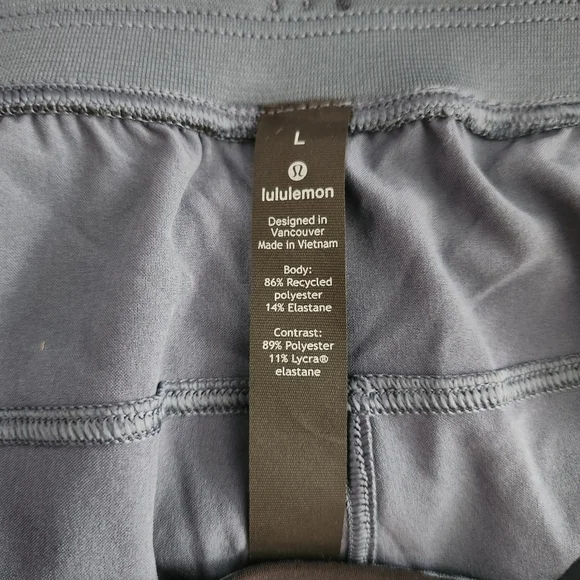 L
lululemon
Designed in
Vancouver
Made in Vietnam
Body:
86% Recycled
polyester
14% Elastane
Contrast:
89% Polyester
11% Lycra®
elastane